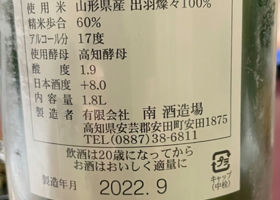 使用米 山形県産 出羽燦々100%
精米歩合 60%
アルコール分 17度
使用酵母 高知酵母
酸度 1.9
日本酒度 +8.0
内容量 1.8L
製造者 有限会社 南酒造場
高知県安芸郡安田町安田1875
TEL(0887)38-6811
飲酒は20歳になってから
お酒はおいしく適量に
プラ
キャップ
(中栓)
製造年月 2022.9